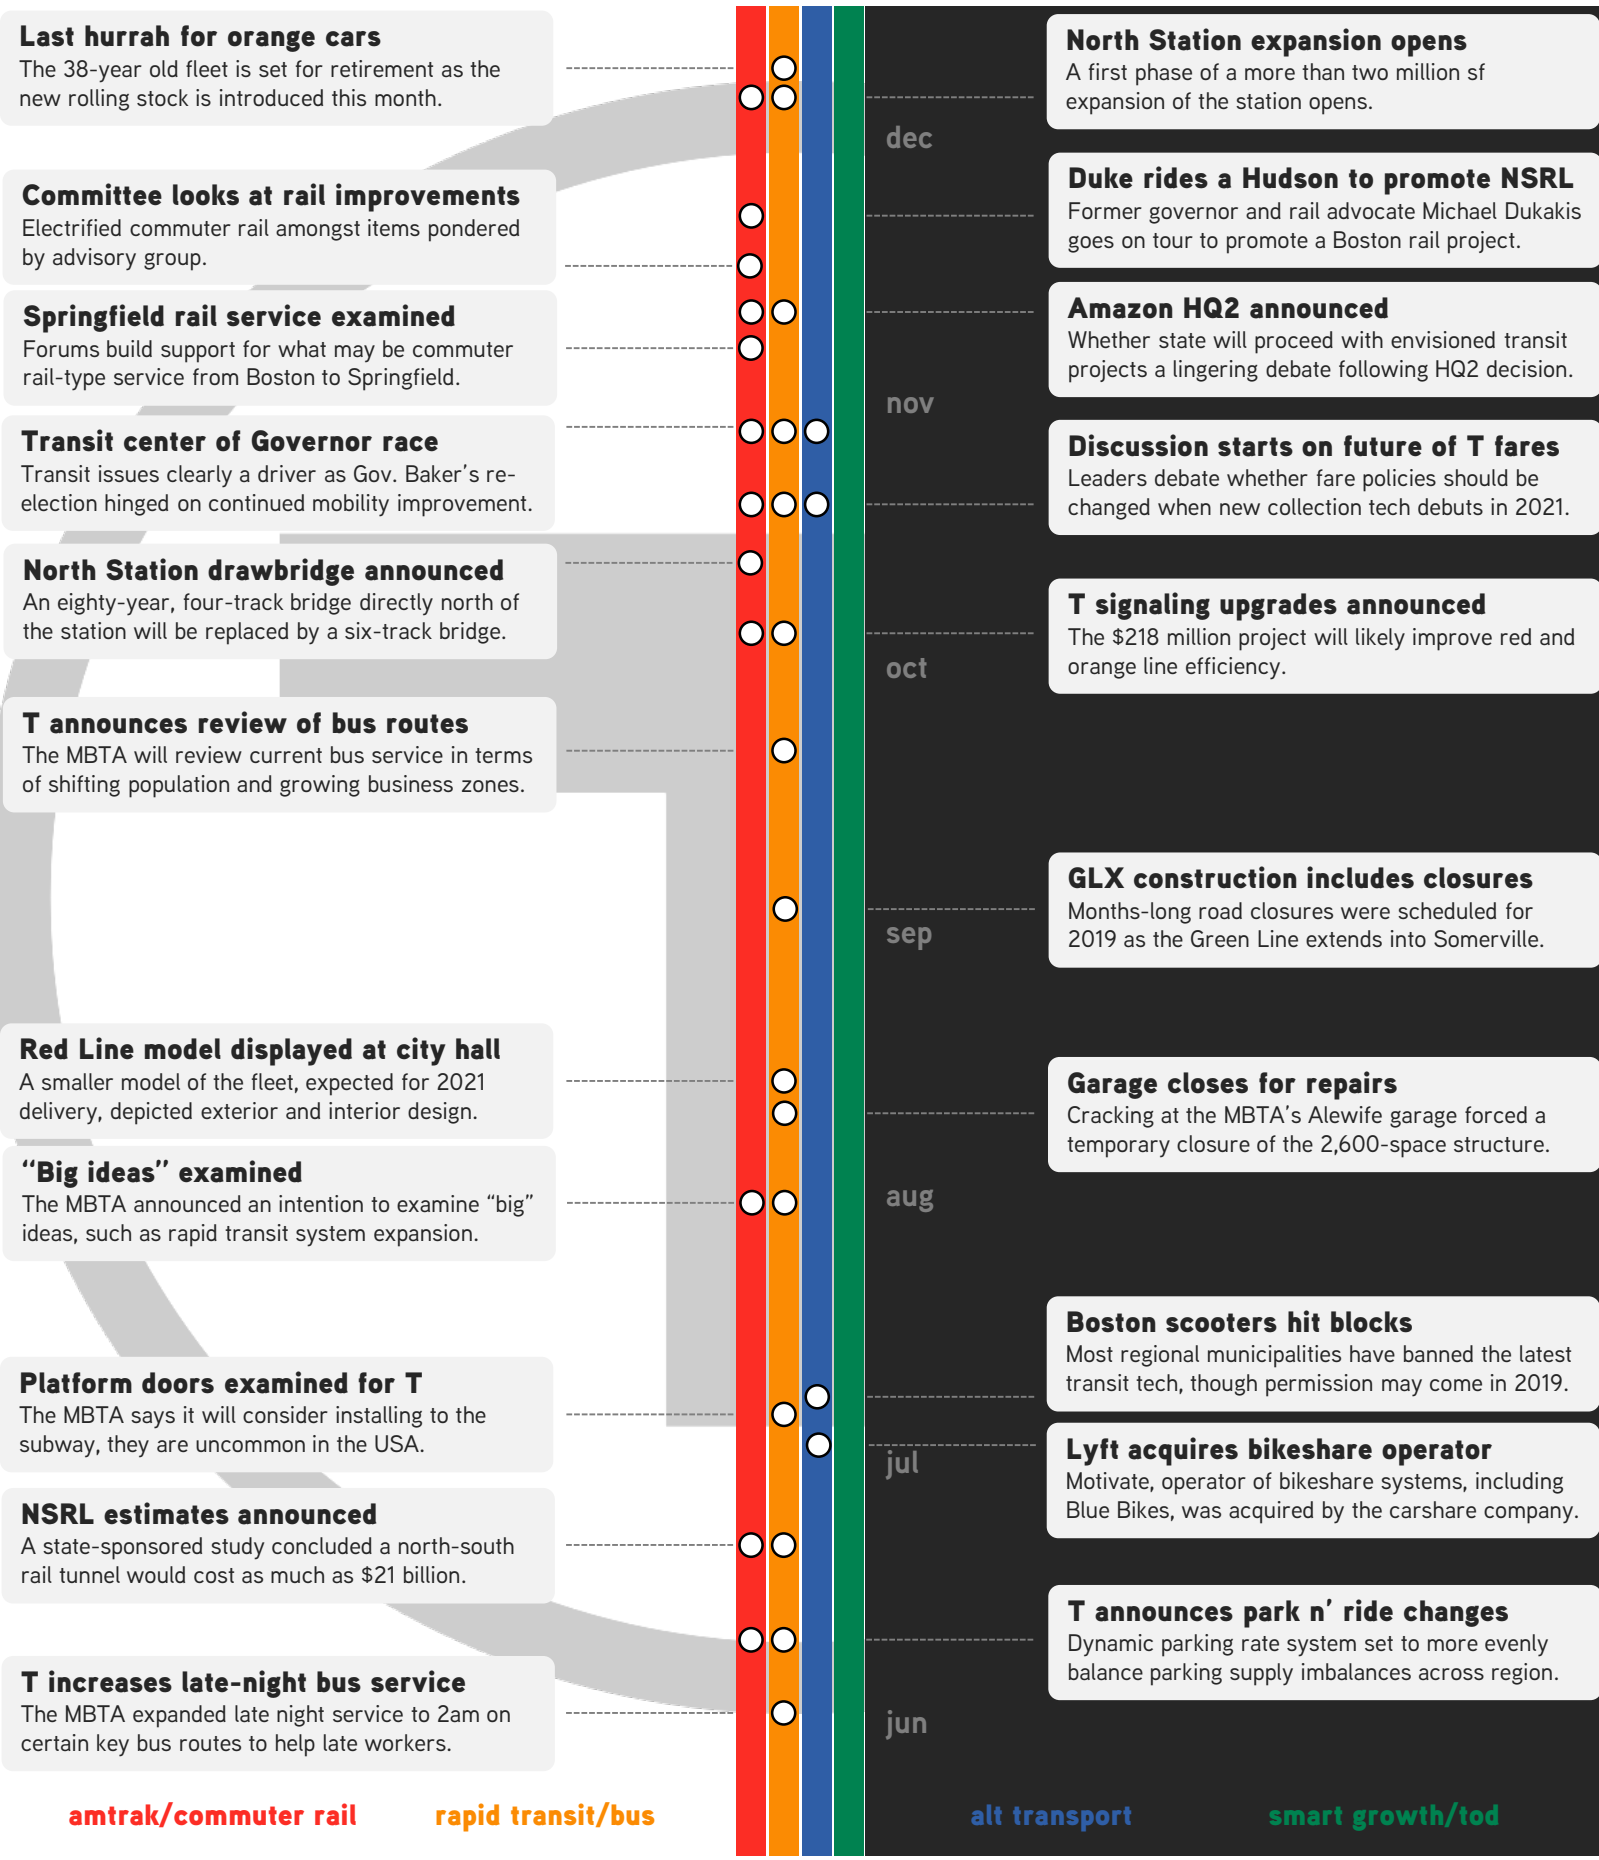 Last hurrah for orange cars
The 38-year old fleet is set for retirement as the
new rolling stock is introduced this month.
North Station expansion opens
A first phase of a more than two million sf
expansion of the station opens.
dec
Committee looks at rail improvements
Electrified commuter rail amongst items pondered
by advisory group.
Duke rides a Hudson to promote NSRL
Former governor and rail advocate Michael Dukakis
goes on tour to promote a Boston rail project.
Springfield rail service examined
Forums build support for what may be commuter
rail-type service from Boston to Springfield.
Amazon HQ2 announced
Whether state will proceed with envisioned transit
projects a lingering debate following HQ2 decision.
nov
Transit center of Governor race
Transit issues clearly a driver as Gov. Baker's re-
election hinged on continued mobility improvement.
Discussion starts on future of T fares
Leaders debate whether fare policies should be
changed when new collection tech debuts in 2021.
North Station drawbridge announced
An eighty-year, four-track bridge directly north of
the station will be replaced by a six-track bridge.
T signaling upgrades announced
The $218 million project will likely improve red and
orange line efficiency.
oct
T announces review of bus routes
The MBTA will review current bus service in terms
of shifting population and growing business zones.
GLX construction includes closures
Months-long road closures were scheduled for
2019 as the Green Line extends into Somerville.
sep
Red Line model displayed at city hall
A smaller model of the fleet, expected for 2021
delivery, depicted exterior and interior design.
Garage closes for repairs
Cracking at the MBTA's Alewife garage forced a
temporary closure of the 2,600-space structure.
"Big ideas" examined
The MBTA announced an intention to examine "big"
ideas, such as rapid transit system expansion.
aug
Boston scooters hit blocks
Most regional municipalities have banned the latest
transit tech, though permission may come in 2019.
Platform doors examined for T
The MBTA says it will consider installing to the
subway, they are uncommon in the USA.
jul
Lyft acquires bikeshare operator
Motivate, operator of bikeshare systems, including
Blue Bikes, was acquired by the carshare company.
NSRL estimates announced
A state-sponsored study concluded a north-south
rail tunnel would cost as much as $21 billion.
T announces park n' ride changes
Dynamic parking rate system set to more evenly
balance parking supply imbalances across region.
T increases late-night bus service
The MBTA expanded late night service to 2am on
certain key bus routes to help late workers.
jun
amtrak/commuter rail
rapid transit/bus
alt transport
smart growth/tod